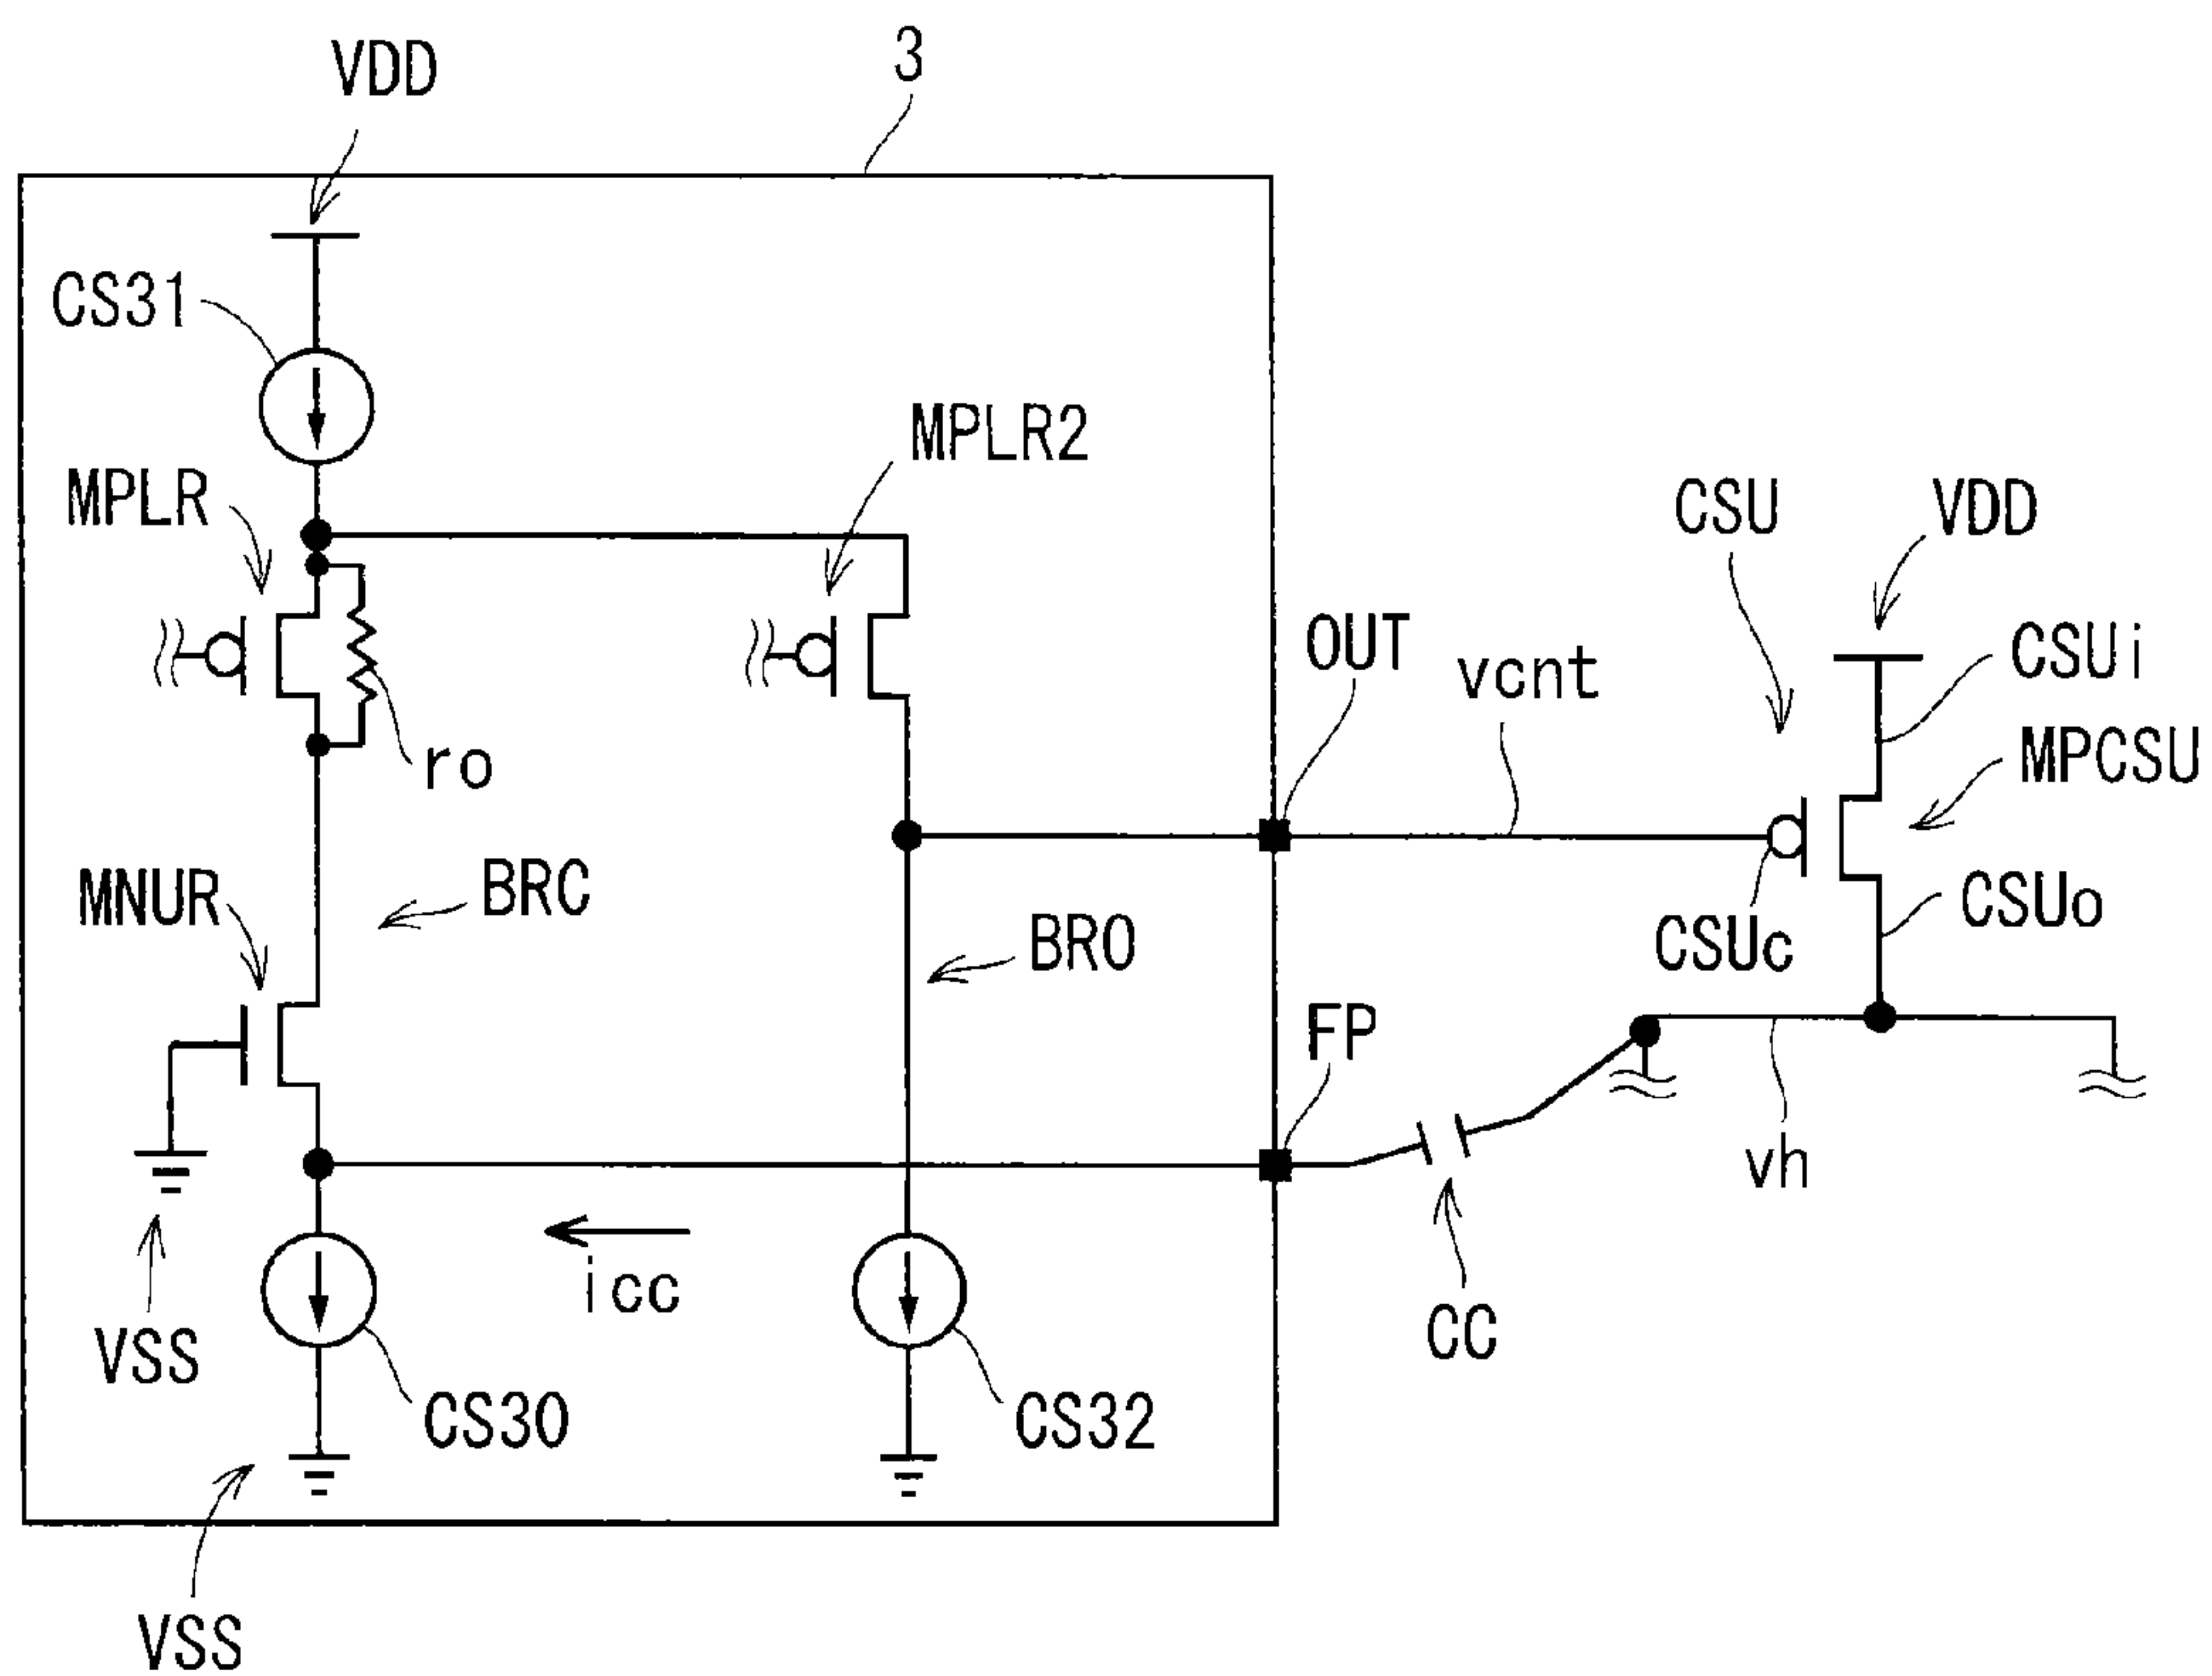 3
VDD
CS31
MPLR2
MPLR
CSU
VDD
OUT
vcnt
CSUi
ro
MPCSU
MNUR
BRC
BRO
CSUc
CSUo
FP
vh
icc
VSS
CC
CS30
CS32
VSS